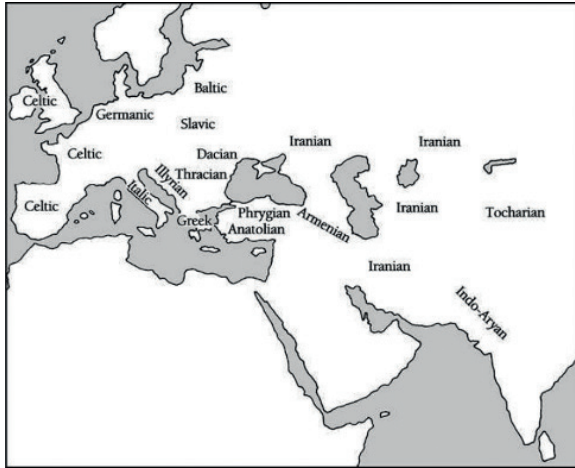 Baltic
Celtic
Germanic
Slavic
Iranian
Iranian
Celtic
Dacian
Illyrian
Thracian
Italic
Celtic
Greek
Phrygian
Anatolian
Armenian
Iranian
Tocharian
Iranian
Indo-Aryan